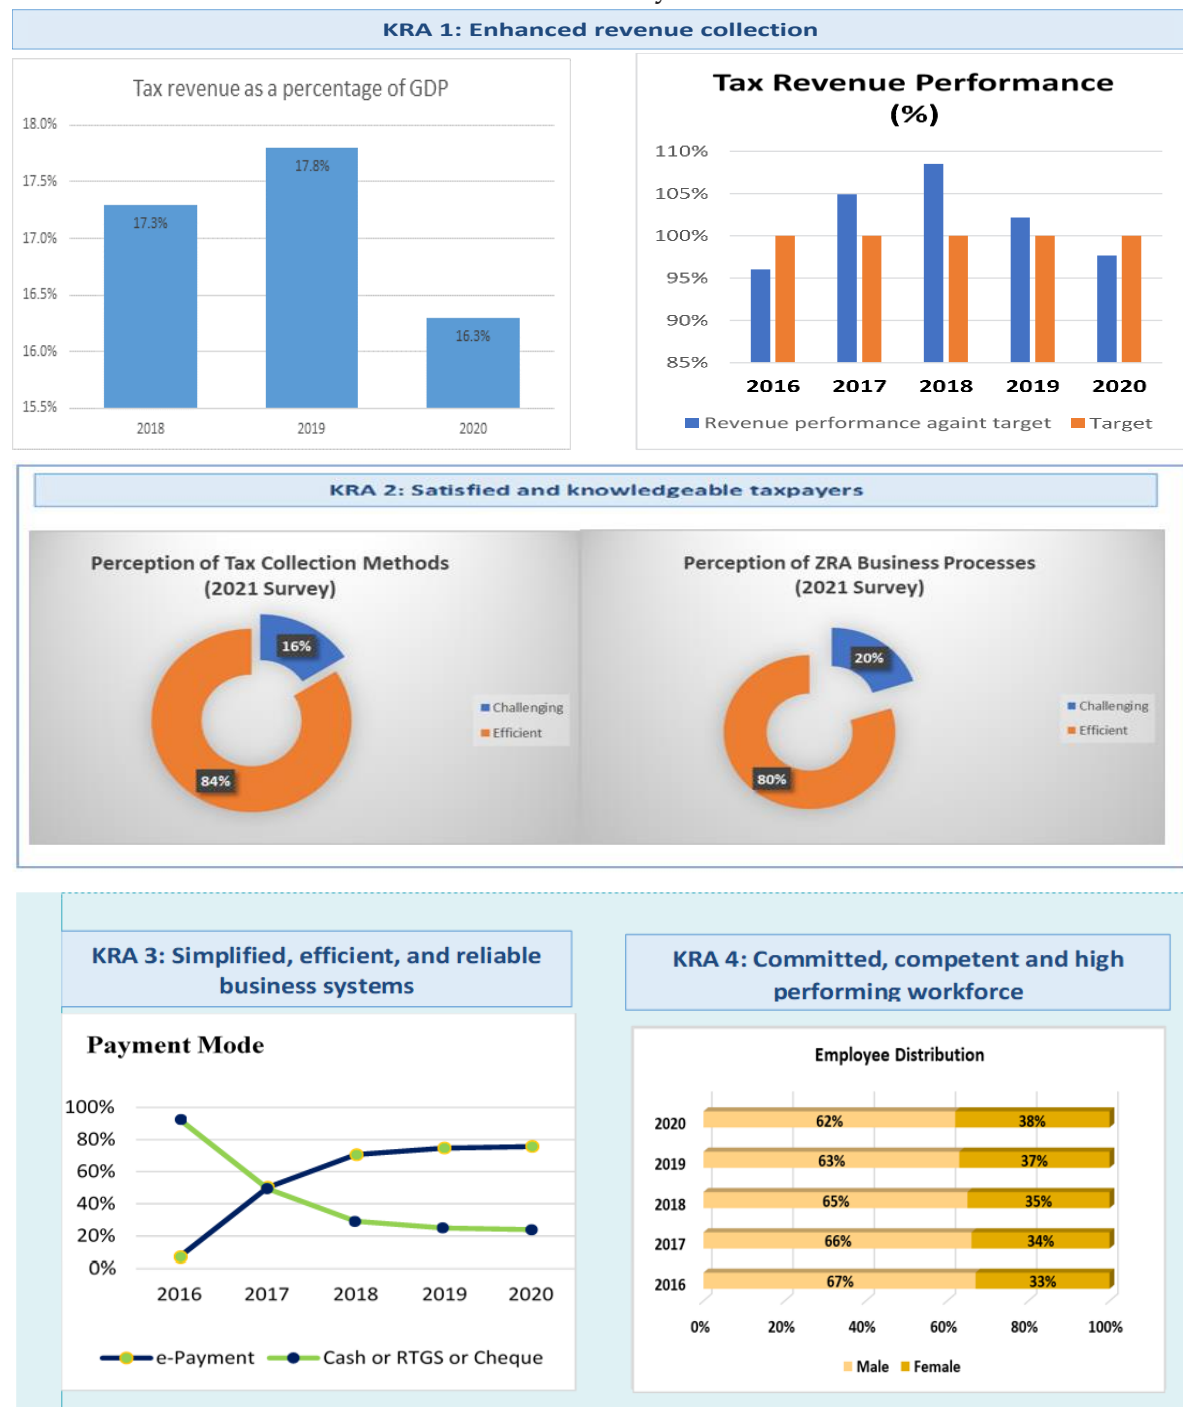 KRA 1: Enhanced revenue collection
Tax revenue as a percentage of GDP
18.0%
17.5%
17.0%
16.5%
16.0%
15.5%
17.3%
17.8%
16.3%
2018 2019 2020
Tax Revenue Performance
(%)
110%
105%
100%
95%
90%
85%
2016 2017 2018 2019 2020
Revenue performance againt target Target
KRA 2: Satisfied and knowledgeable taxpayers
Perception of Tax Collection Methods
(2021 Survey)
16%
84%
Challenging
Efficient
Perception of ZRA Business Processes
(2021 Survey)
20%
80%
Challenging
Efficient
KRA 3: Simplified, efficient, and reliable
business systems
Payment Mode
100%
80%
60%
40%
20%
0%
2016 2017 2018 2019 2020
e-Payment Cash or RTGS or Cheque
KRA 4: Committed, competent and high
performing workforce
Employee Distribution
2020 62% 38%
2019 63% 37%
2018 65% 35%
2017 66% 34%
2016 67% 33%
0% 20% 40% 60% 80% 100%
Male Female